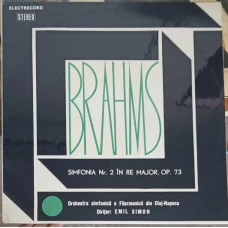 ELECTRECORD
STEREO
BRAHMS
SIMFONIA Nr. 2 ÎN RE MAJOR, OP. 73
Orchestra simfonică a Filarmonicii din Cluj-Napoca
Dirijor: EMIL SIMON